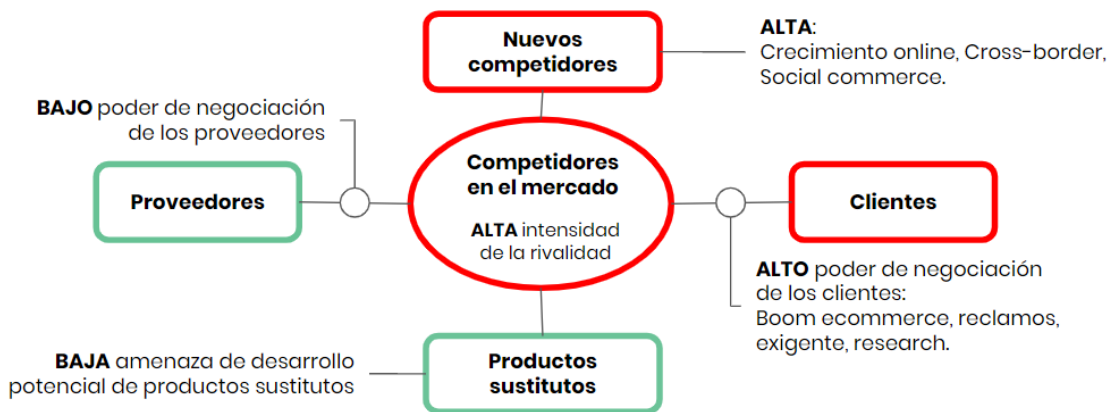 Nuevos
competidores
ALTA:
Crecimiento online, Cross-border,
Social commerce.
BAJO poder de negociación
de los proveedores
Proveedores
Competidores
en el mercado
ALTA intensidad
de la rivalidad
Clientes
ALTO poder de negociación
de los clientes:
Boom ecommerce, reclamos,
exigente, research.
BAJA amenaza de desarrollo
potencial de productos sustitutos
Productos
sustitutos